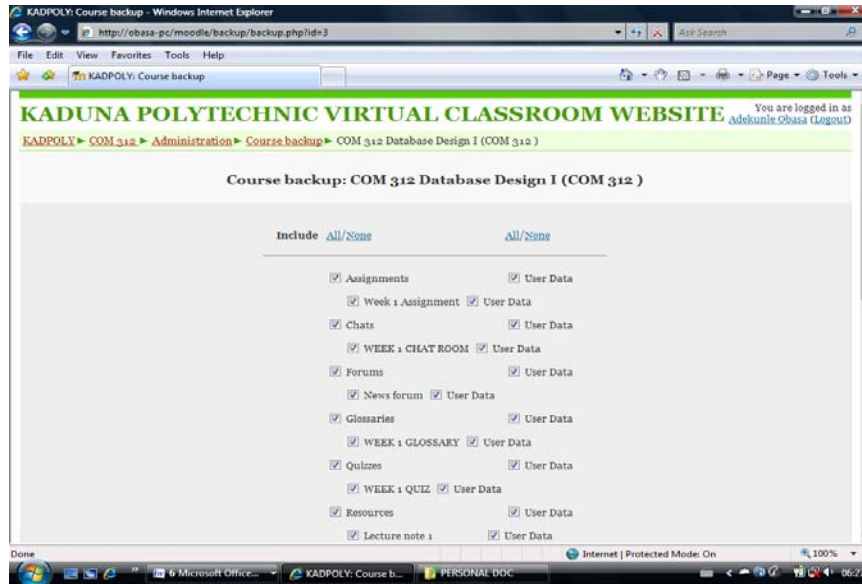 KADPOLY: Course backup - Windows Internet Explorer
http://obasa-pc/moodle/backup/backup.php?id=3
Ask Search
File Edit View Favorites Tools Help
KADPOLY: Course backup
Page Tools
KADUNA POLYTECHNIC VIRTUAL CLASSROOM WEBSITE
You are logged in as
Adekunle Obasa (Logout)
KADPOLY ► COM 312 ► Administration ► Course backup ► COM 312 Database Design I (COM 312 )
Course backup: COM 312 Database Design I (COM 312 )
Include All/None All/None
Assignments User Data
Week 1 Assignment User Data
Chats User Data
WEEK 1 CHAT ROOM User Data
Forums User Data
News forum User Data
Glossaries User Data
WEEK 1 GLOSSARY User Data
Quizzes User Data
WEEK 1 QUIZ User Data
Resources User Data
Lecture note 1 User Data
Done
Internet | Protected Mode: On
100%
6 Microsoft Office...
KADPOLY: Course b...
PERSONAL DOC